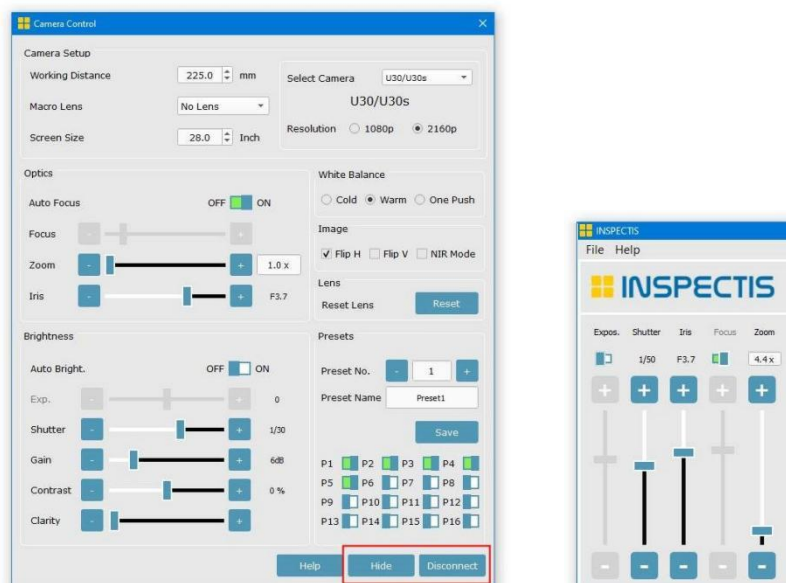 Camera Control
Camera Setup
Working Distance 225.0 mm
Macro Lens No Lens
Screen Size 28.0 Inch
Select Camera U30/U30s
U30/U30s
Resolution 1080p 2160p
Optics
Auto Focus OFF ON
Focus - +
Zoom - + 1.0 x
Iris - + F3.7
White Balance
Cold Warm One Push
Image
Flip H Flip V NIR Mode
Lens
Reset Lens Reset
Brightness
Auto Bright. OFF ON
Exp. - + 0
Shutter - + 1/30
Gain - + 6dB
Contrast - + 0 %
Clarity - +
Presets
Preset No. - 1 +
Preset Name Preset1
Save
P1 P2 P3 P4
P5 P6 P7 P8
P9 P10 P11 P12
P13 P14 P15 P16
Help Hide Disconnect
INSPECTIS
File Help
INSPECTIS
Expos. Shutter Iris Focus Zoom
1/50 F3.7 4.4 x
+ + + + +
- - - - -